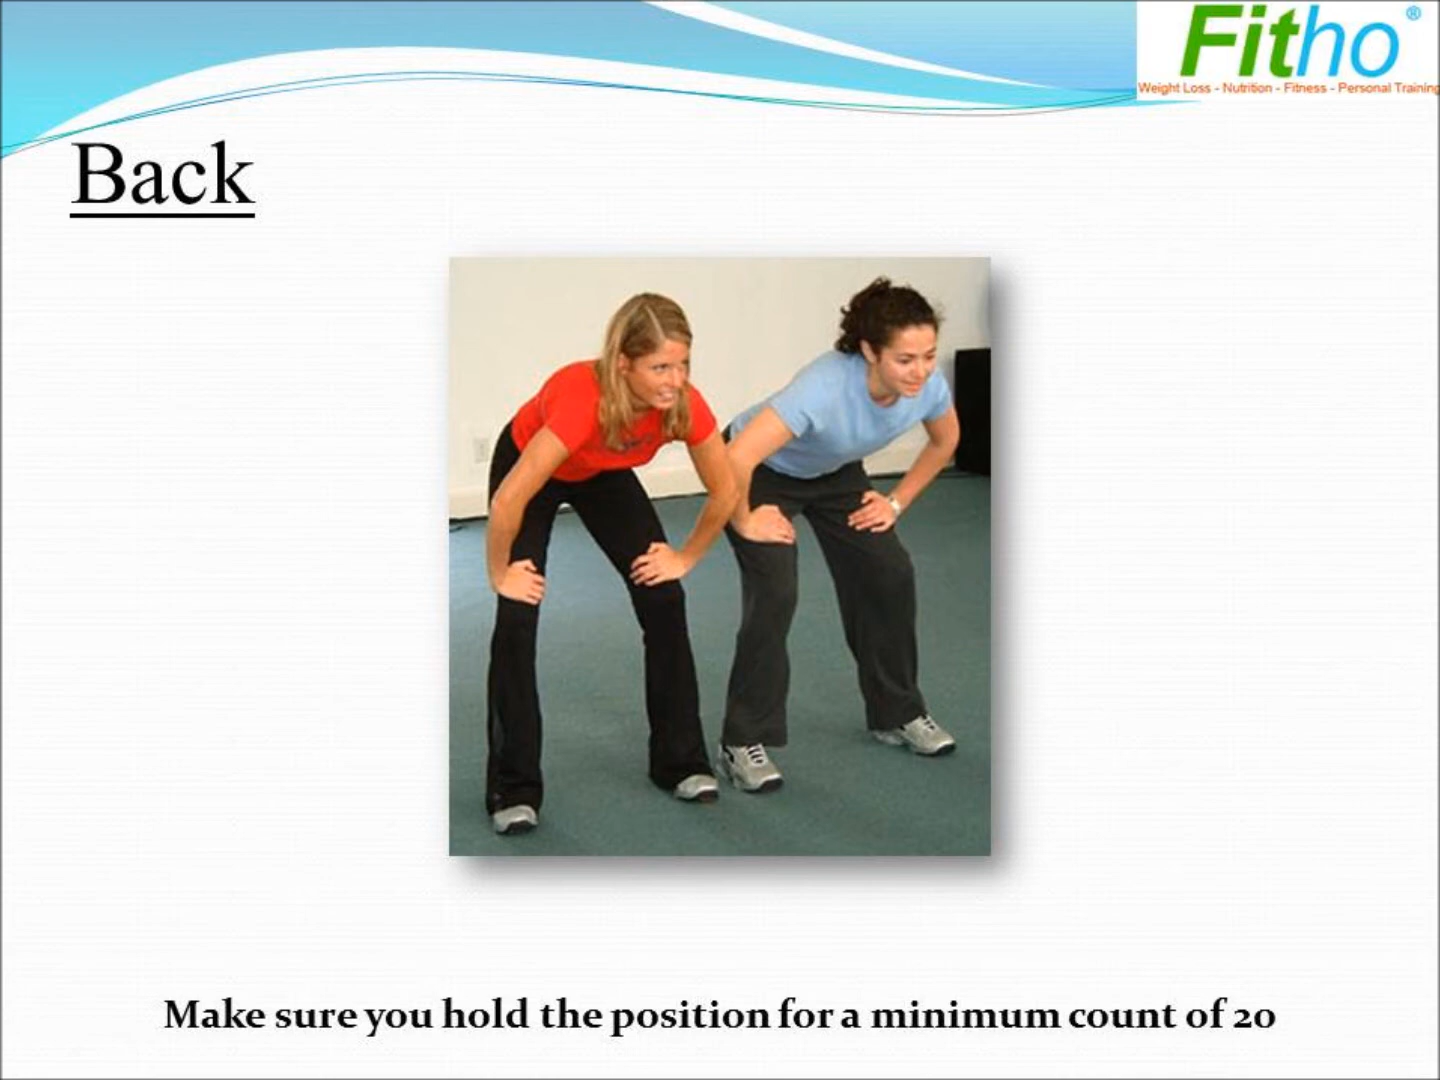 Fitho®
Weight Loss - Nutrition - Fitness - Personal Training
Back
Make sure you hold the position for a minimum count of 20